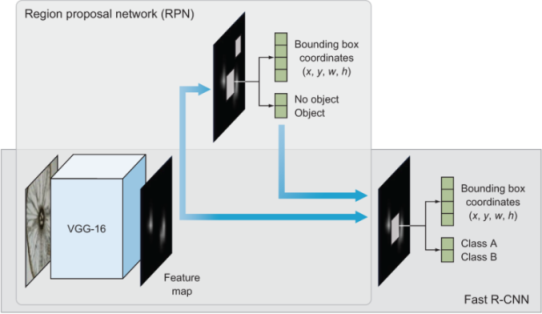 Region proposal network (RPN)
Bounding box
coordinates
(x, y, w, h)
No object
Object
VGG-16
Feature
map
Bounding box
coordinates
(x, y, w, h)
Class A
Class B
Fast R-CNN